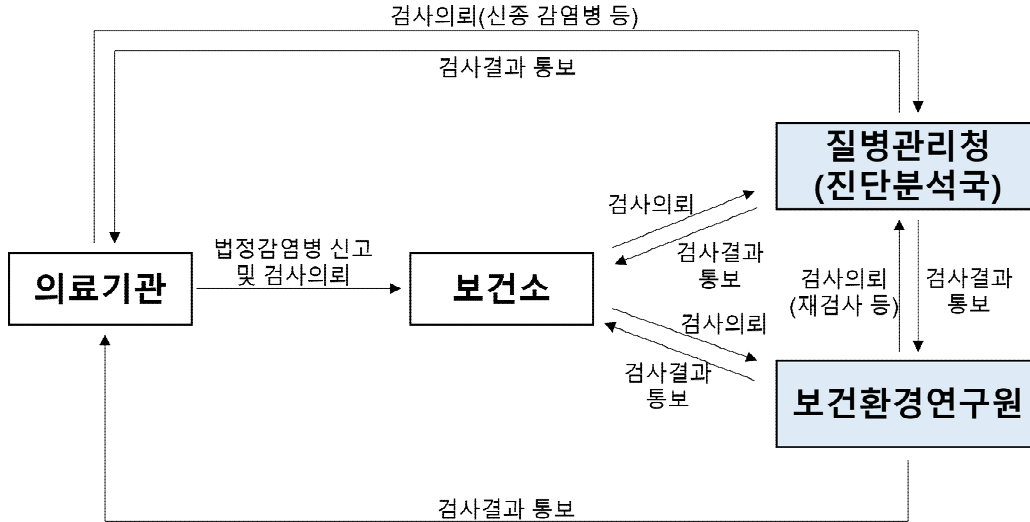 검사의뢰(신종 감염병 등)
검사결과 통보
질병관리청
(진단분석국)
검사의뢰
검사결과
통보
법정감염병 신고
및 검사의뢰
의료기관
보건소
검사의뢰
(재검사 등)
검사결과
통보
검사의뢰
검사결과
통보
보건환경연구원
검사결과 통보